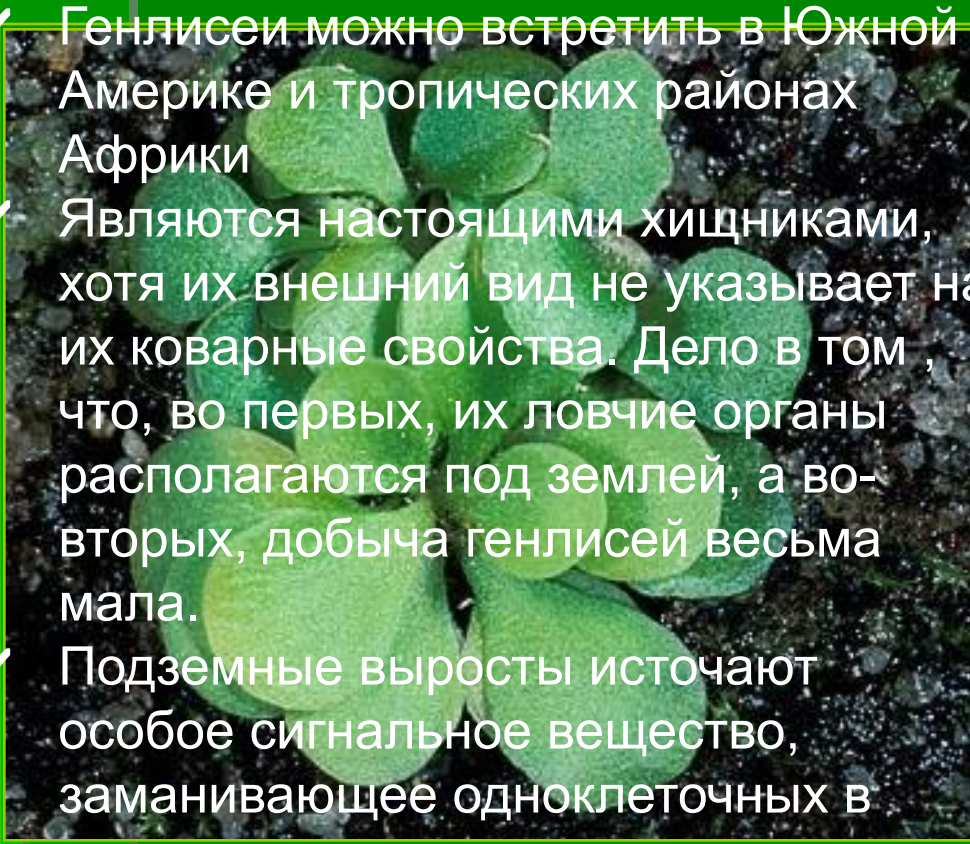 Генлисеи можно встретить в Южной
Америке и тропических районах
Африки
Являются настоящими хищниками,
хотя их внешний вид не указывает на
их коварные свойства. Дело в том ,
что, во первых, их ловчие органы
располагаются под землей, а во-
вторых, добыча генлисей весьма
мала.
Подземные выросты источают
особое сигнальное вещество,
заманивающее одноклеточных в